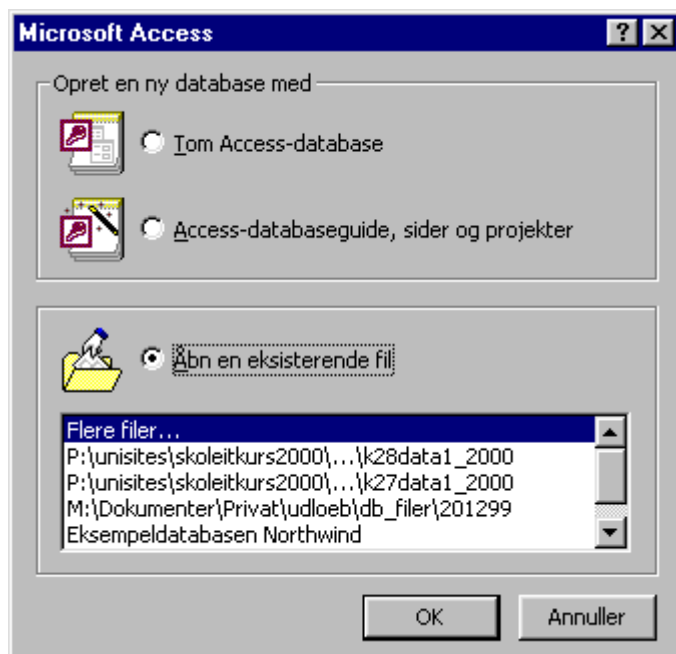 Microsoft Access
Opret en ny database med
Tom Access-database
Access-databaseguide, sider og projekter
Åbn en eksisterende fil
Flere filer...
P:\unisites\skoleitkurs2000\...\k28data1_2000
P:\unisites\skoleitkurs2000\...\k27data1_2000
M:\Dokumenter\Privat\udloeb\db_filer\201299
Eksempeldatabasen Northwind
OK
Annuller